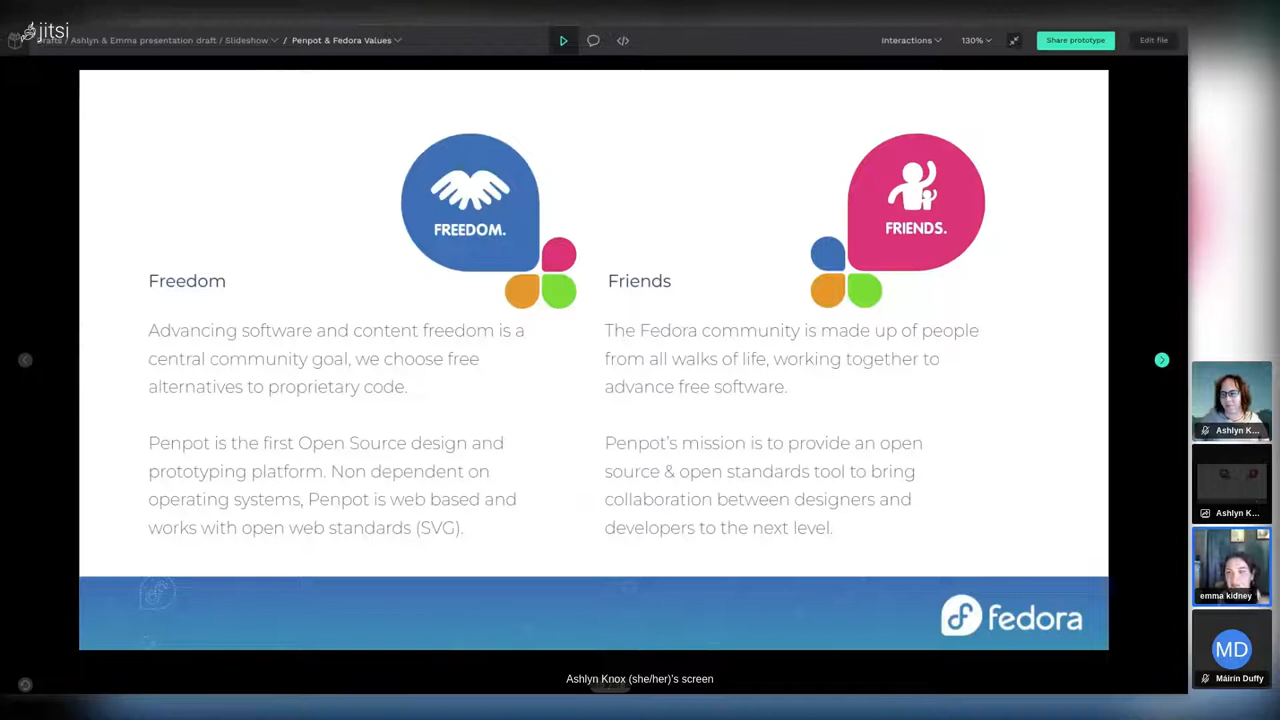 jitsi
Drafts / Ashlyn & Emma presentation draft / Slideshow / Penpot & Fedora Values
Interactions
130%
Share prototype
Edit file
FREEDOM.
FRIENDS.
Freedom
Advancing software and content freedom is a
central community goal, we choose free
alternatives to proprietary code.
Penpot is the first Open Source design and
prototyping platform. Non dependent on
operating systems, Penpot is web based and
works with open web standards (SVG).
Friends
The Fedora community is made up of people
from all walks of life, working together to
advance free software.
Penpot's mission is to provide an open
source & open standards tool to bring
collaboration between designers and
developers to the next level.
fedora
Ashlyn K...
Ashlyn K...
emma kidney
MD
Máirín Duffy
Ashlyn Knox (she/her)'s screen